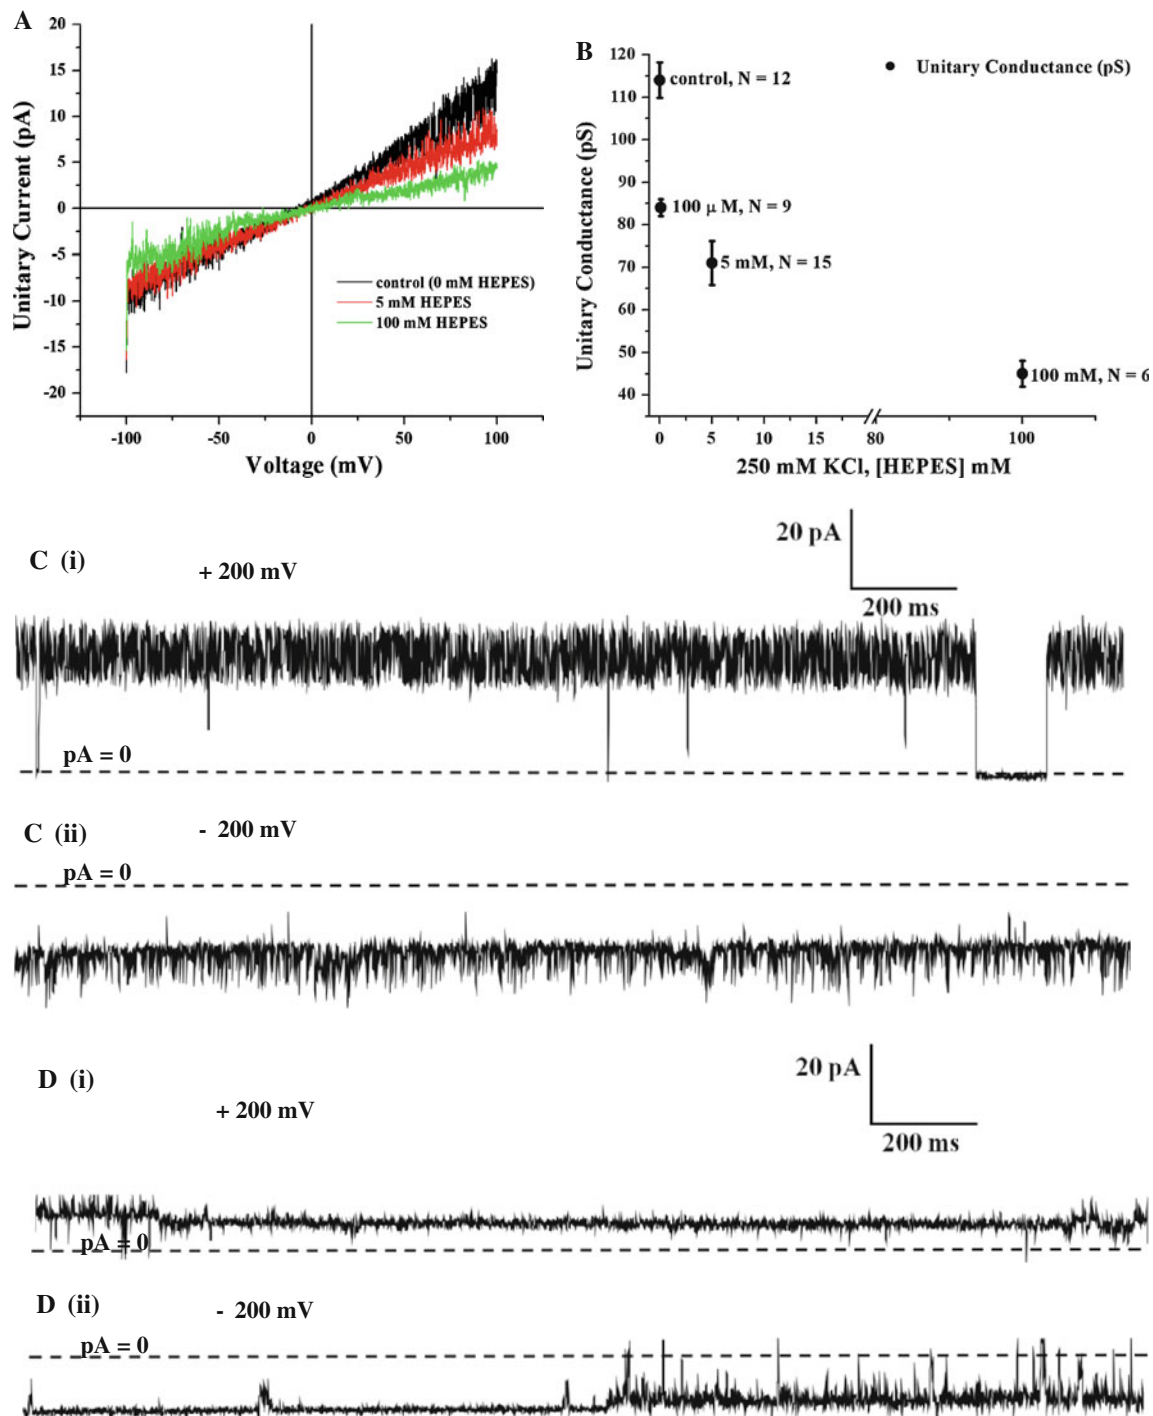 A
20
15
10
5
0
-5
-10
-15
-20
Unitary Current (pA)
control (0 mM HEPES)
5 mM HEPES
100 mM HEPES
-100 -50 0 50 100
Voltage (mV)
B
120
110
100
90
80
70
60
50
40
Unitary Conductance (pS)
Unitary Conductance (pS)
control, N = 12
100 μ M, N = 9
5 mM, N = 15
100 mM, N = 6
0 5 10 15 80 100
250 mM KCl, [HEPES] mM
C (i)
+ 200 mV
20 pA
200 ms
pA = 0
C (ii)
- 200 mV
pA = 0
D (i)
+ 200 mV
20 pA
200 ms
pA = 0
D (ii)
- 200 mV
pA = 0